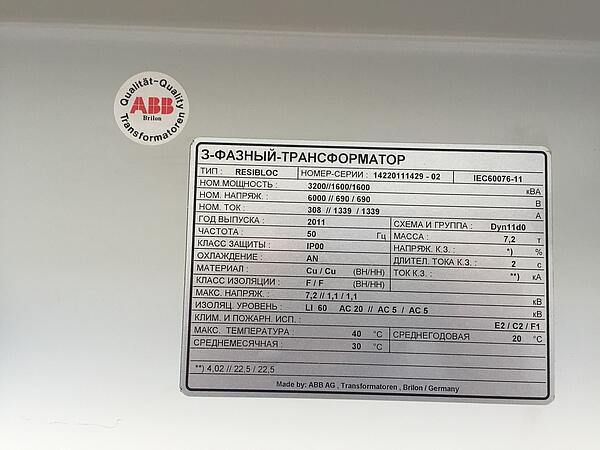 Qualität-Quality
ABB
Brilon
Transformatoren
3-ФАЗНЫЙ-ТРАНСФОРМАТОР
ТИП : RESIBLOC НОМЕР-СЕРИИ : 14220111429 - 02 IEC60076-11
НОМ.МОЩНОСТЬ : 3200//1600/1600 кВА
НОМ. НАПРЯЖ. : 6000 // 690 / 690 В
НОМ. ТОК : 308 // 1339 / 1339 А
ГОД ВЫПУСКА : 2011 СХЕМА И ГРУППА : Dyn11d0
ЧАСТОТА : 50 Гц МАССА : 7,2 т
КЛАСС ЗАЩИТЫ : IP00 НАПРЯЖ. К.З. : *) %
ОХЛАЖДЕНИЕ : AN ДЛИТЕЛ. ТОКА К.З. : 2 с
МАТЕРИАЛ : Cu / Cu (ВН/НН) ТОК К.З. : **) кА
КЛАСС ИЗОЛЯЦИИ : F / F (ВН/НН)
МАКС. НАПРЯЖ. : 7,2 // 1,1 / 1,1 кВ
ИЗОЛЯЦ. УРОВЕНЬ : LI 60 AC 20 // AC 5 / AC 5 кВ
КЛИМ. И ПОЖАРН. ИСП. : E2 / C2 / F1
МАКС. ТЕМПЕРАТУРА : 40 °C СРЕДНЕГОДОВАЯ 20 °C
СРЕДНЕМЕСЯЧНАЯ : 30 °C
**) 4,02 // 22,5 / 22,5
Made by: ABB AG , Transformatoren , Brilon / Germany